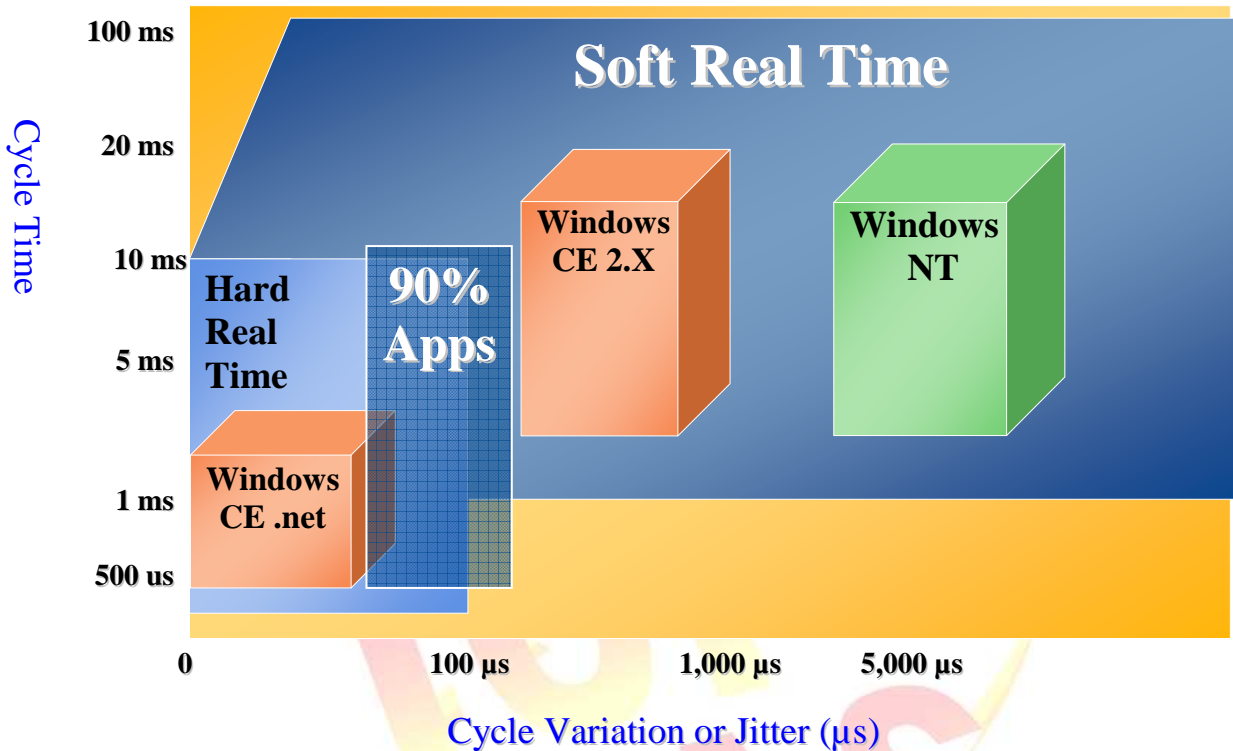 100 ms
Soft Real Time
20 ms
Cycle Time
Windows
CE 2.X
Windows
NT
10 ms
Hard
Real
Time
90%
Apps
5 ms
Windows
CE .net
1 ms
500 us
0
100 µs
1,000 µs
5,000 µs
Cycle Variation or Jitter (µs)